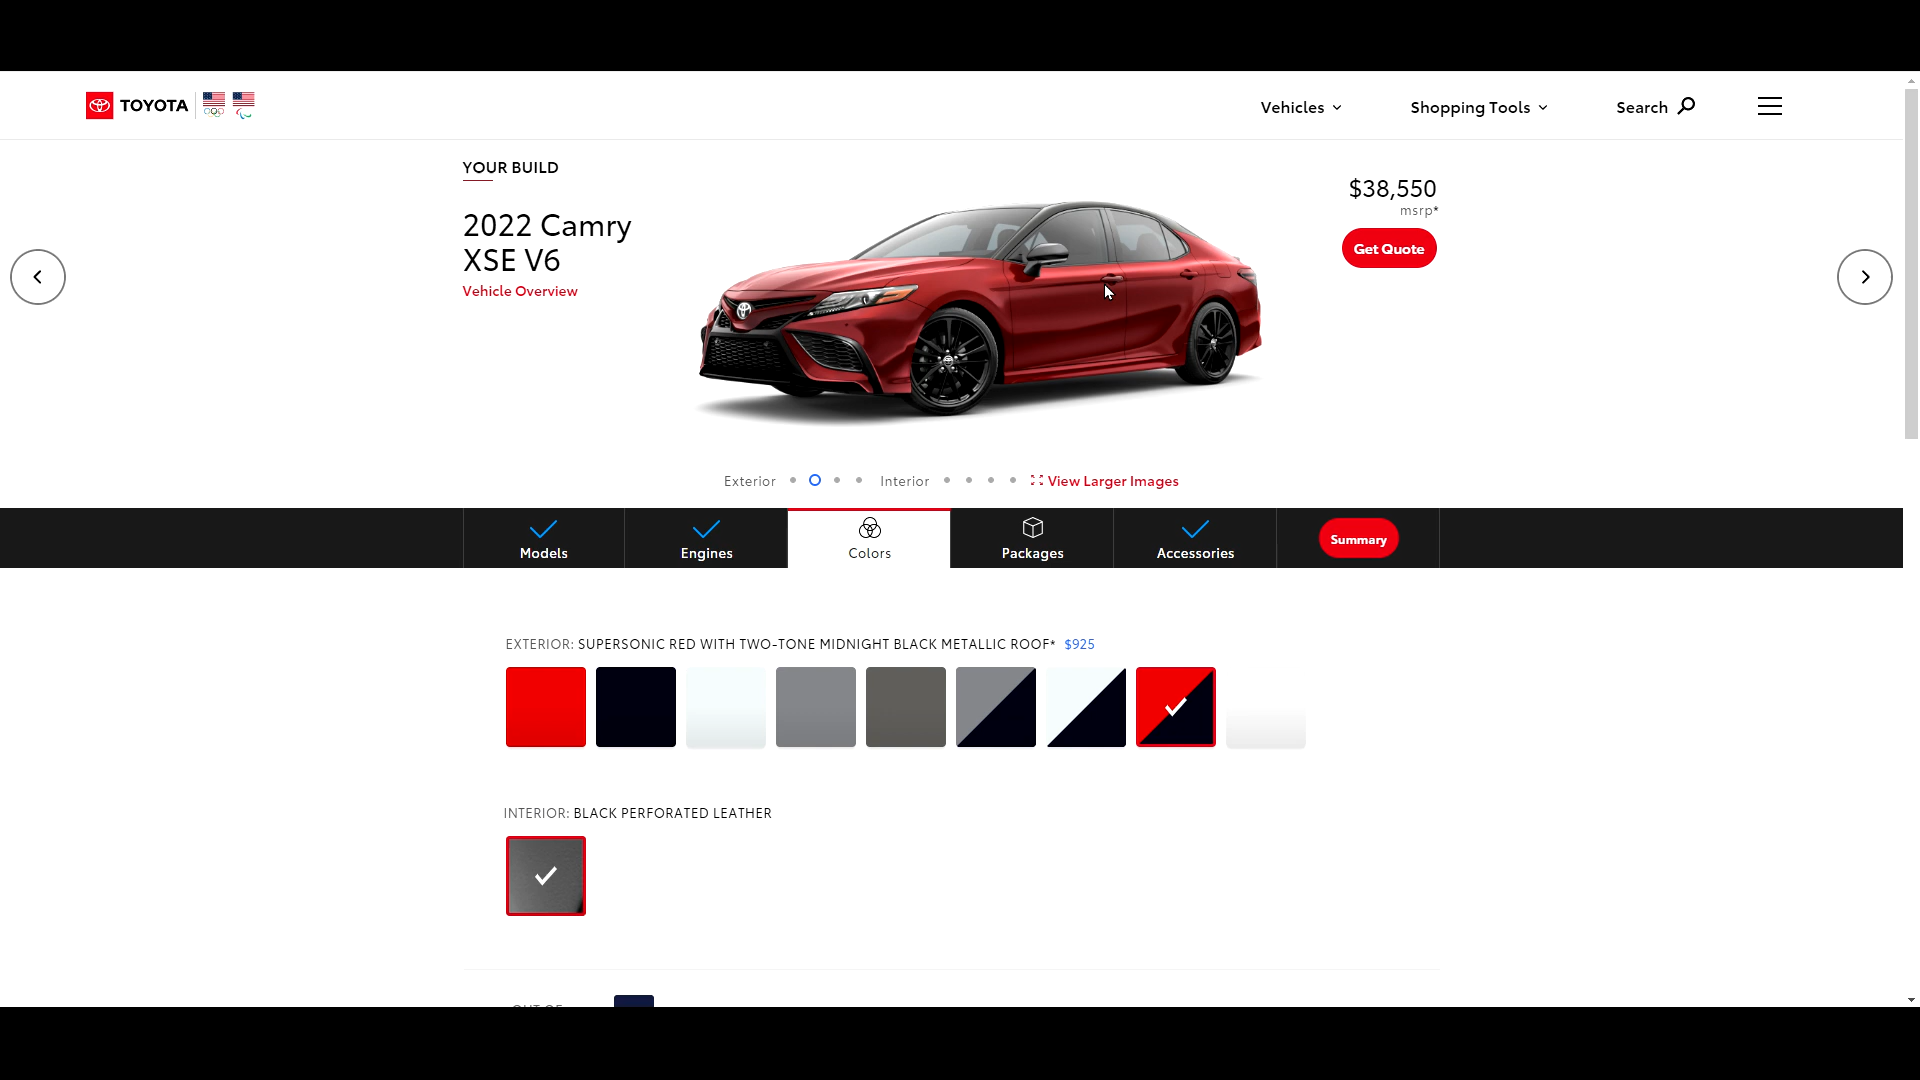 TOYOTA
Vehicles
Shopping Tools
Search
YOUR BUILD
2022 Camry
XSE V6
Vehicle Overview
$38,550
msrp*
Get Quote
Exterior
Interior
View Larger Images
Models
Engines
Colors
Packages
Accessories
Summary
EXTERIOR: SUPERSONIC RED WITH TWO-TONE MIDNIGHT BLACK METALLIC ROOF* $925
INTERIOR: BLACK PERFORATED LEATHER
OUT OF